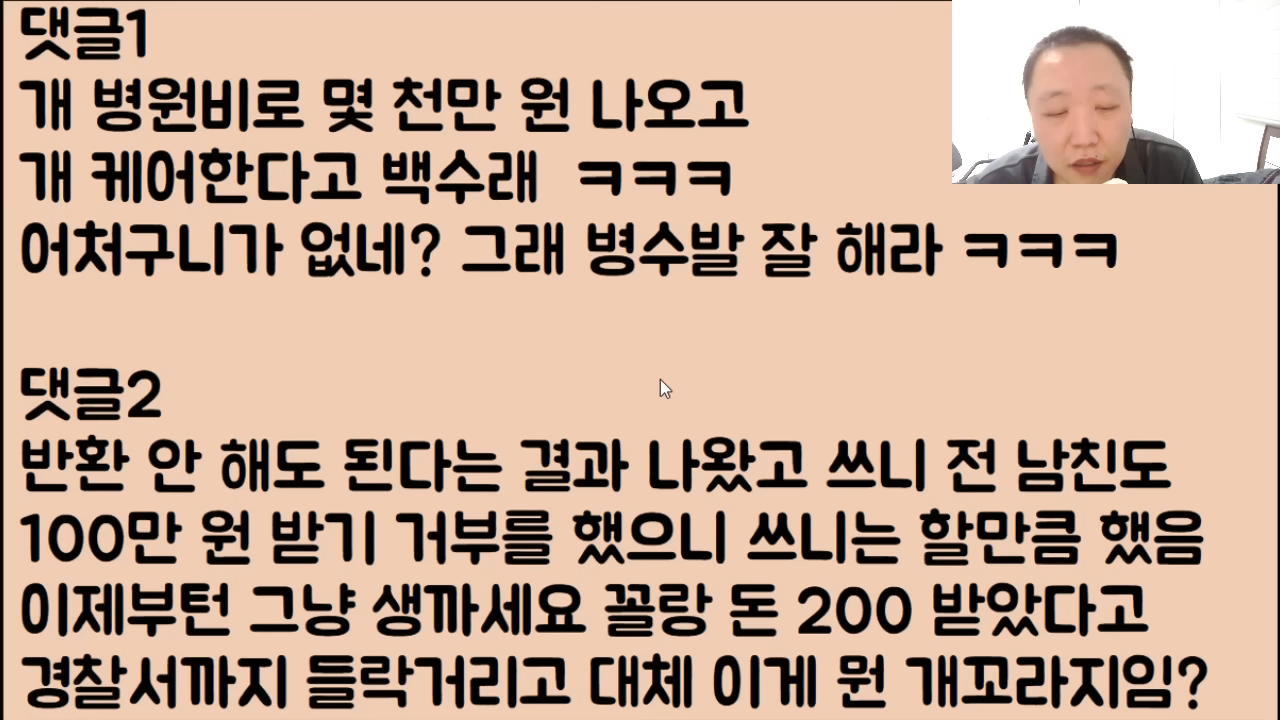 댓글1
개 병원비로 몇 천만 원 나오고
개 케어한다고 백수래 ㅋㅋㅋ
어처구니가 없네? 그래 병수발 잘 해라 ㅋㅋㅋ
댓글2
반환 안 해도 된다는 결과 나왔고 쓰니 전 남친도
100만 원 받기 거부를 했으니 쓰니는 할만큼 했음
이제부턴 그냥 생까세요 꼴랑 돈 200 받았다고
경찰서까지 들락거리고 대체 이게 뭔 개꼬라지임?